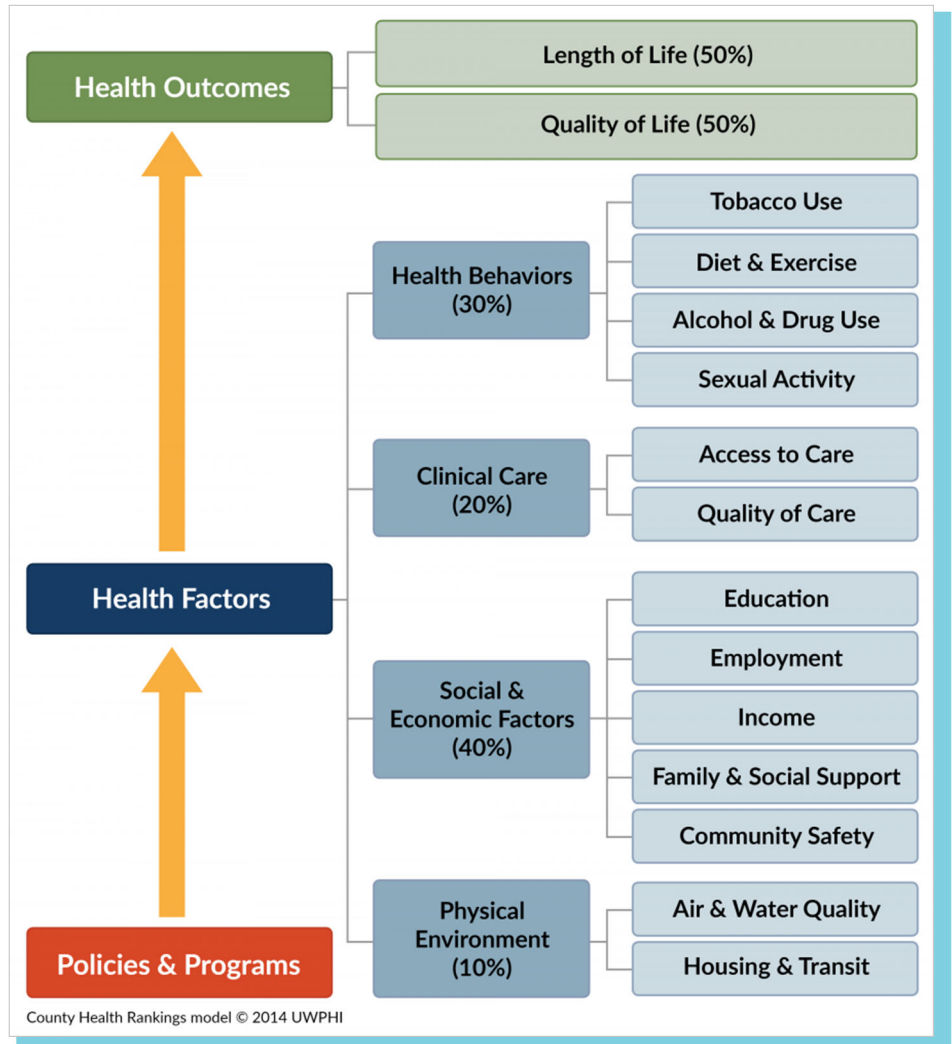 Health Outcomes
Length of Life (50%)
Quality of Life (50%)
Health Factors
Health Behaviors
(30%)
Tobacco Use
Diet & Exercise
Alcohol & Drug Use
Sexual Activity
Clinical Care
(20%)
Access to Care
Quality of Care
Social &
Economic Factors
(40%)
Education
Employment
Income
Family & Social Support
Community Safety
Physical
Environment
(10%)
Air & Water Quality
Housing & Transit
Policies & Programs
County Health Rankings model © 2014 UWPHI